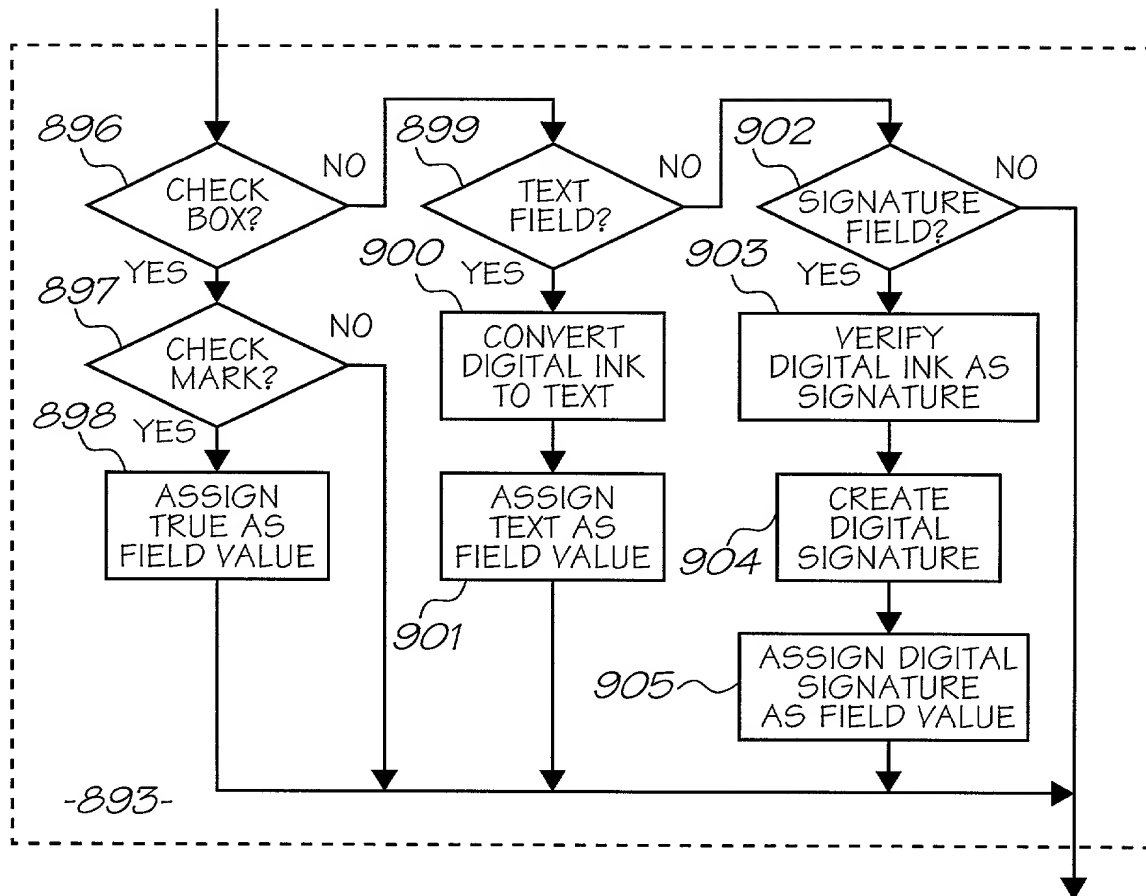 896
CHECK
BOX?
NO
YES
897
CHECK
MARK?
NO
YES
898
ASSIGN
TRUE AS
FIELD VALUE
899
TEXT
FIELD?
NO
YES
900
CONVERT
DIGITAL INK
TO TEXT
ASSIGN
TEXT AS
FIELD VALUE
901
902
SIGNATURE
FIELD?
NO
YES
903
VERIFY
DIGITAL INK AS
SIGNATURE
CREATE
DIGITAL
SIGNATURE
904
ASSIGN DIGITAL
SIGNATURE
AS FIELD VALUE
905
-893-